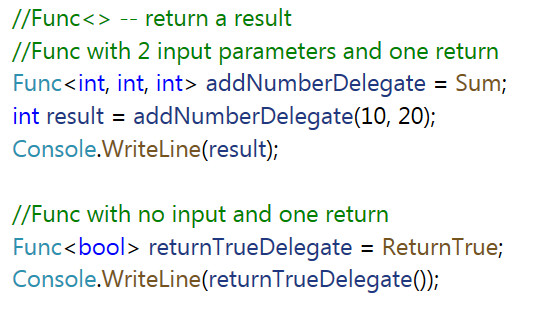 //Func<> -- return a result
//Func with 2 input parameters and one return
Func<int, int, int> addNumberDelegate = Sum;
int result = addNumberDelegate(10, 20);
Console.WriteLine(result);
//Func with no input and one return
Func<bool> returnTrueDelegate = ReturnTrue;
Console.WriteLine(returnTrueDelegate());